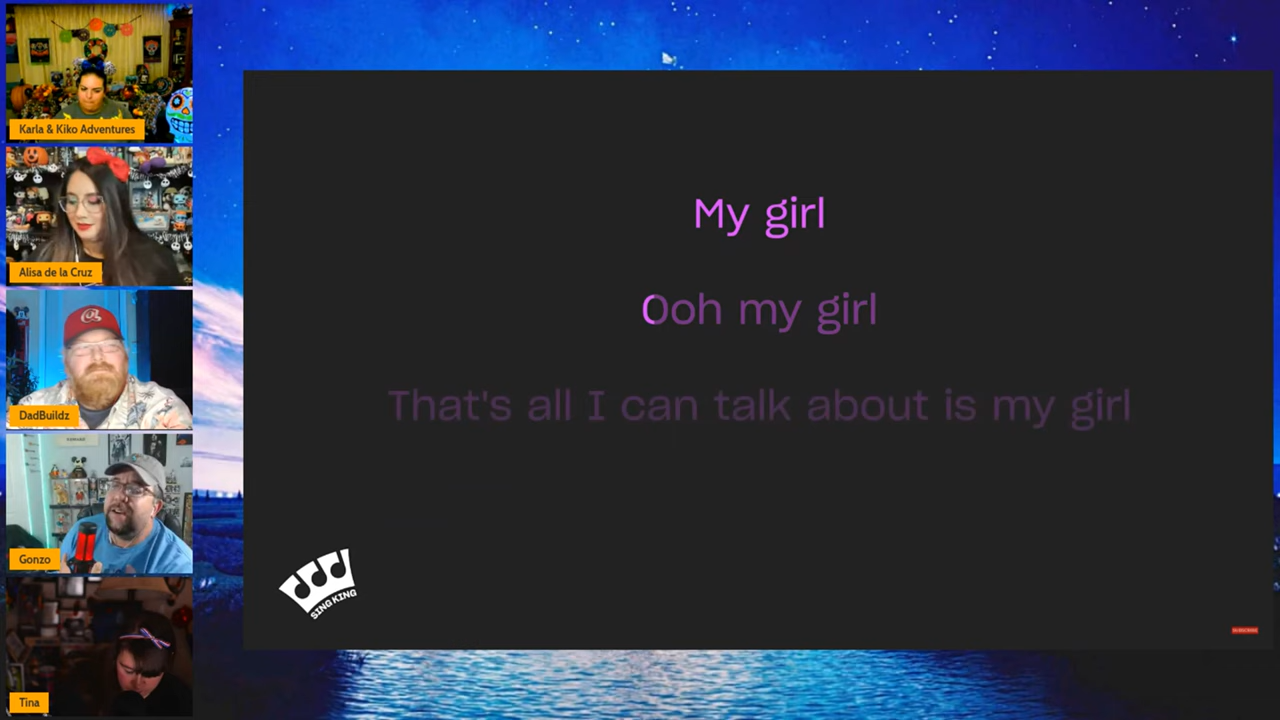 Karla & Kiko Adventures
Alisa de la Cruz
DadBuildz
Gonzo
Tina
My girl
Ooh my girl
That's all I can talk about is my girl
SING KING